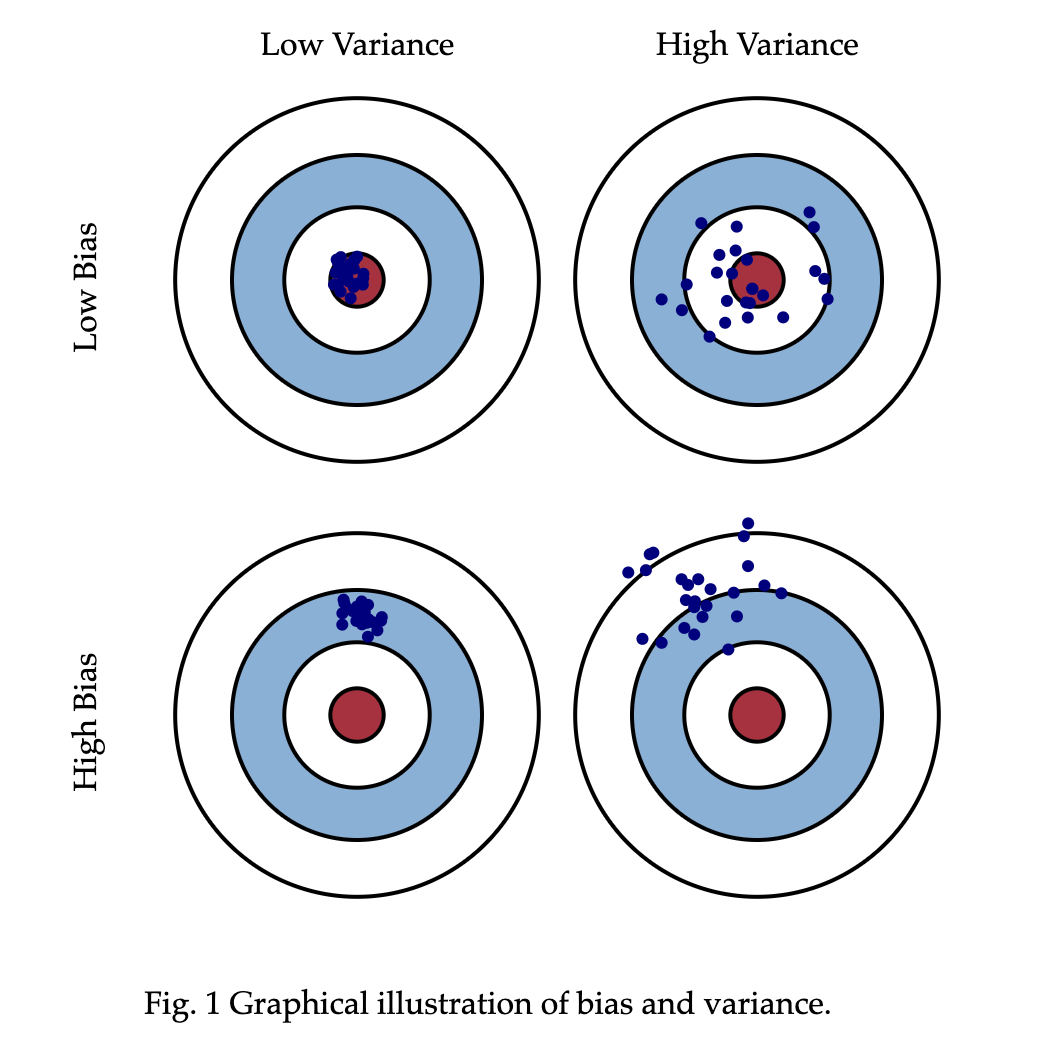 Low Variance
High Variance
Low Bias
High Bias
Fig. 1 Graphical illustration of bias and variance.